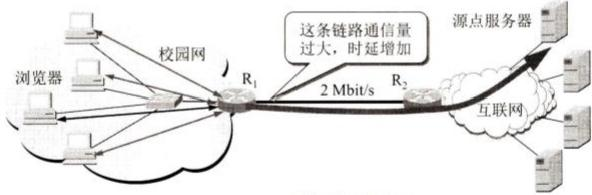 校园网
浏览器
R1
这条链路通信量
过大，时延增加
2 Mbit/s
R2
源点服务器
互联网